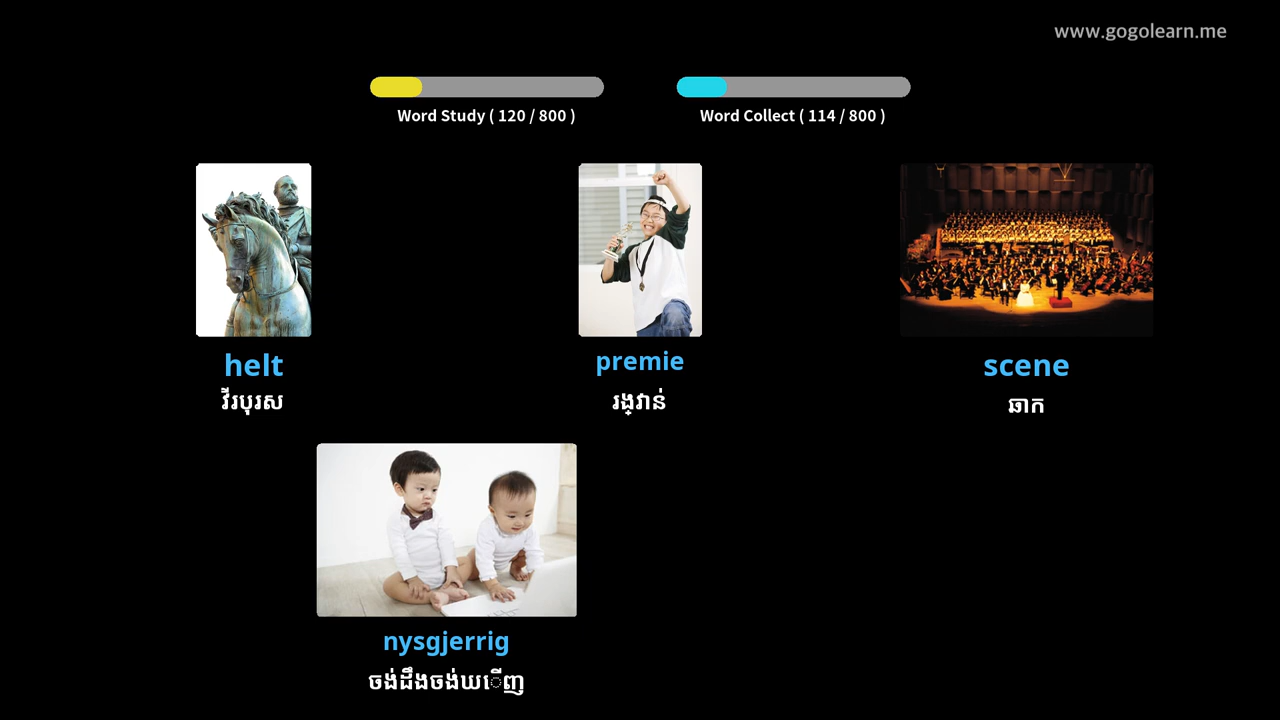 www.gogolearn.me
Word Study ( 120 / 800 )
Word Collect ( 114 / 800 )
helt
វីរបុរស
premie
រង្វាន់
scene
ឆាក
nysgjerrig
ចង់ដឹងចង់ឃើញ